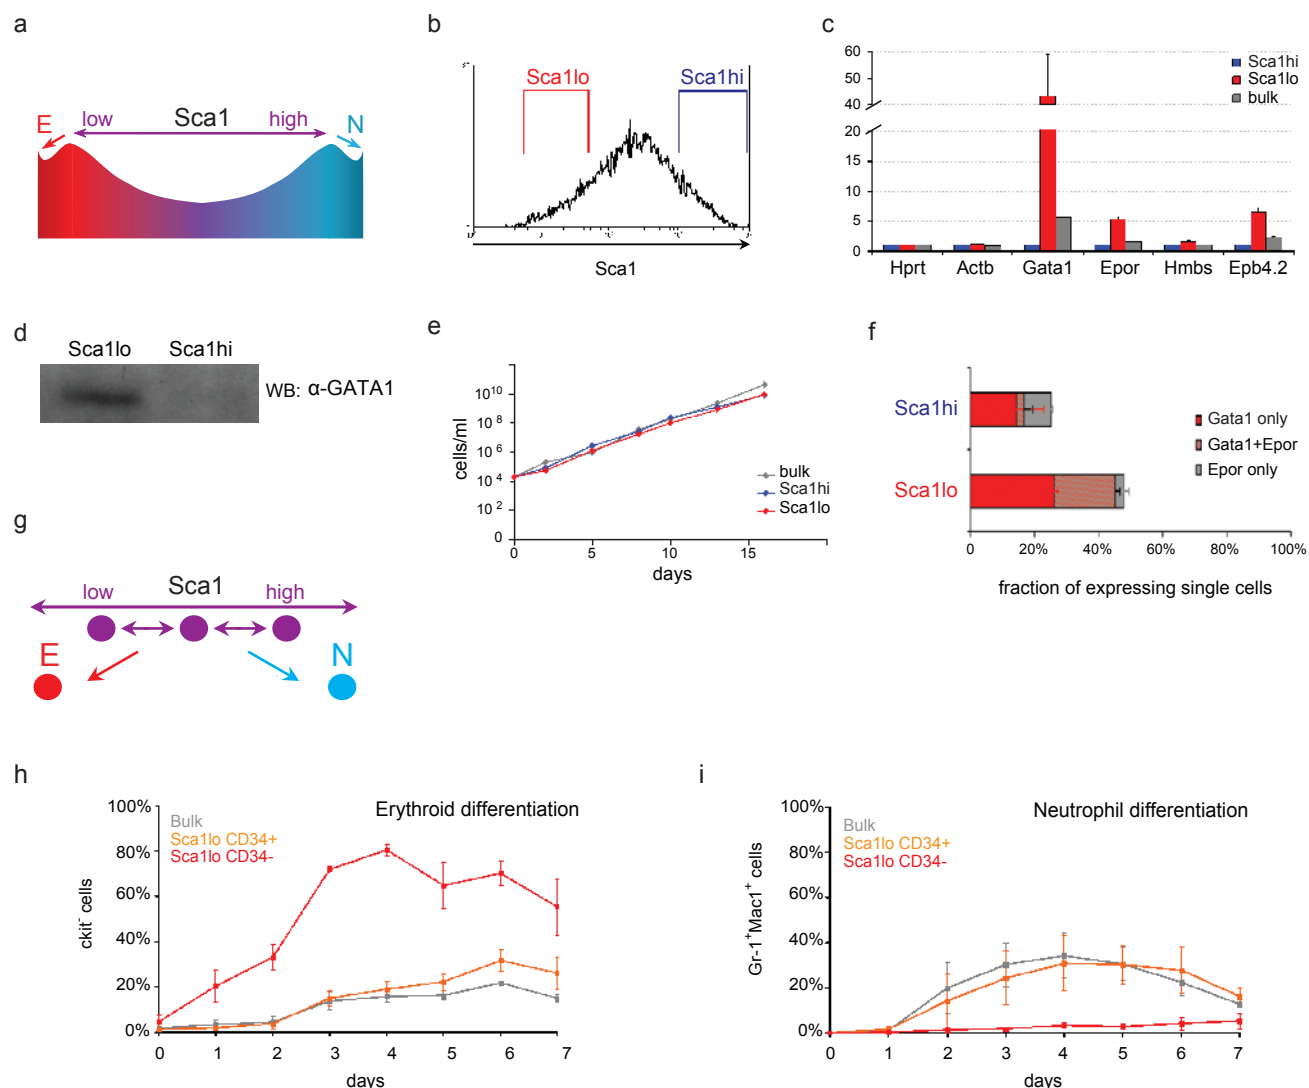 a
E low Sca1 high N
b
Sca1lo Sca1hi
Sca1
c
60
50
40
20
15
10
5
0
Sca1hi
Sca1lo
bulk
Hprt Actb Gata1 Epor Hmbs Epb4.2
d
Sca1lo Sca1hi
WB: α-GATA1
e
cells/ml
10^10
10^8
10^6
10^4
10^2
0
0 5 10 15
days
bulk
Sca1hi
Sca1lo
f
Sca1hi
Sca1lo
Gata1 only
Gata1+Epor
Epor only
0 20% 40% 60% 80% 100%
fraction of expressing single cells
g
low Sca1 high
E N
h
Erythroid differentiation
Bulk
Sca1lo CD34+
Sca1lo CD34-
ckit⁻ cells
100%
80%
60%
40%
20%
0%
0 1 2 3 4 5 6 7
days
i
Neutrophil differentiation
Bulk
Sca1lo CD34+
Sca1lo CD34-
Gr-1⁺Mac1⁺ cells
100%
80%
60%
40%
20%
0%
0 1 2 3 4 5 6 7
days